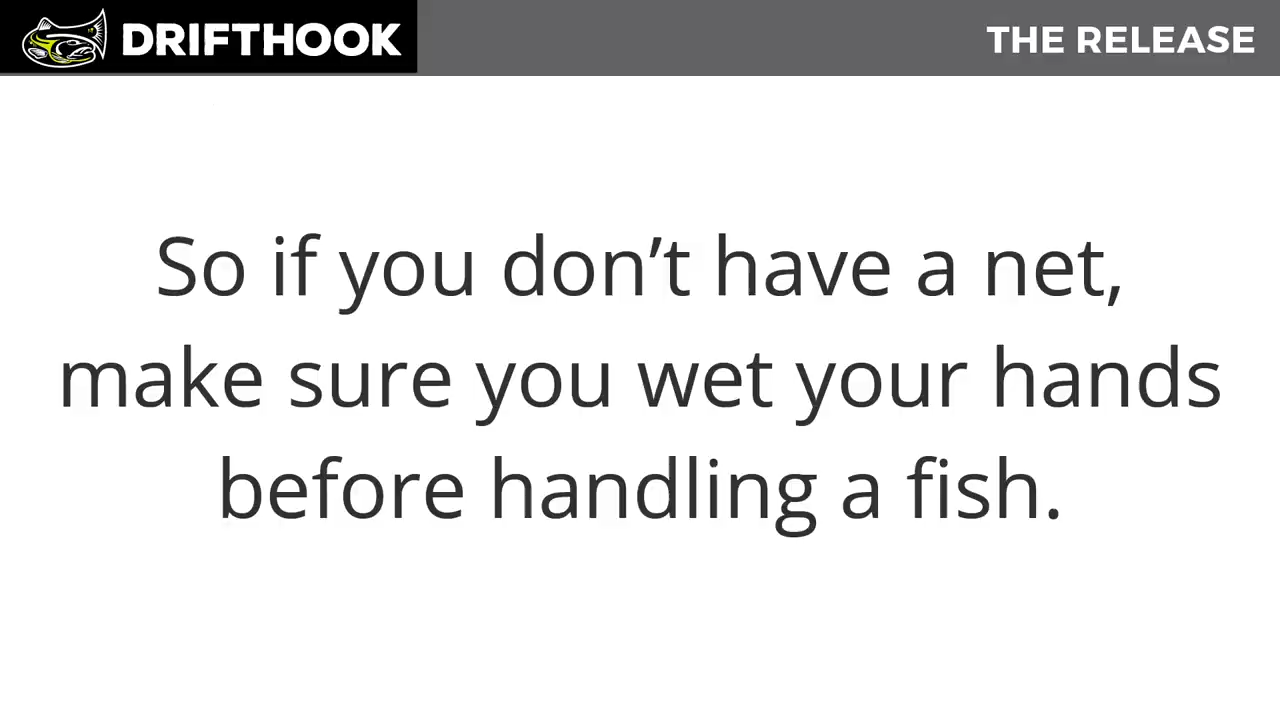 DRIFTHOOK
THE RELEASE
So if you don’t have a net,
make sure you wet your hands
before handling a fish.